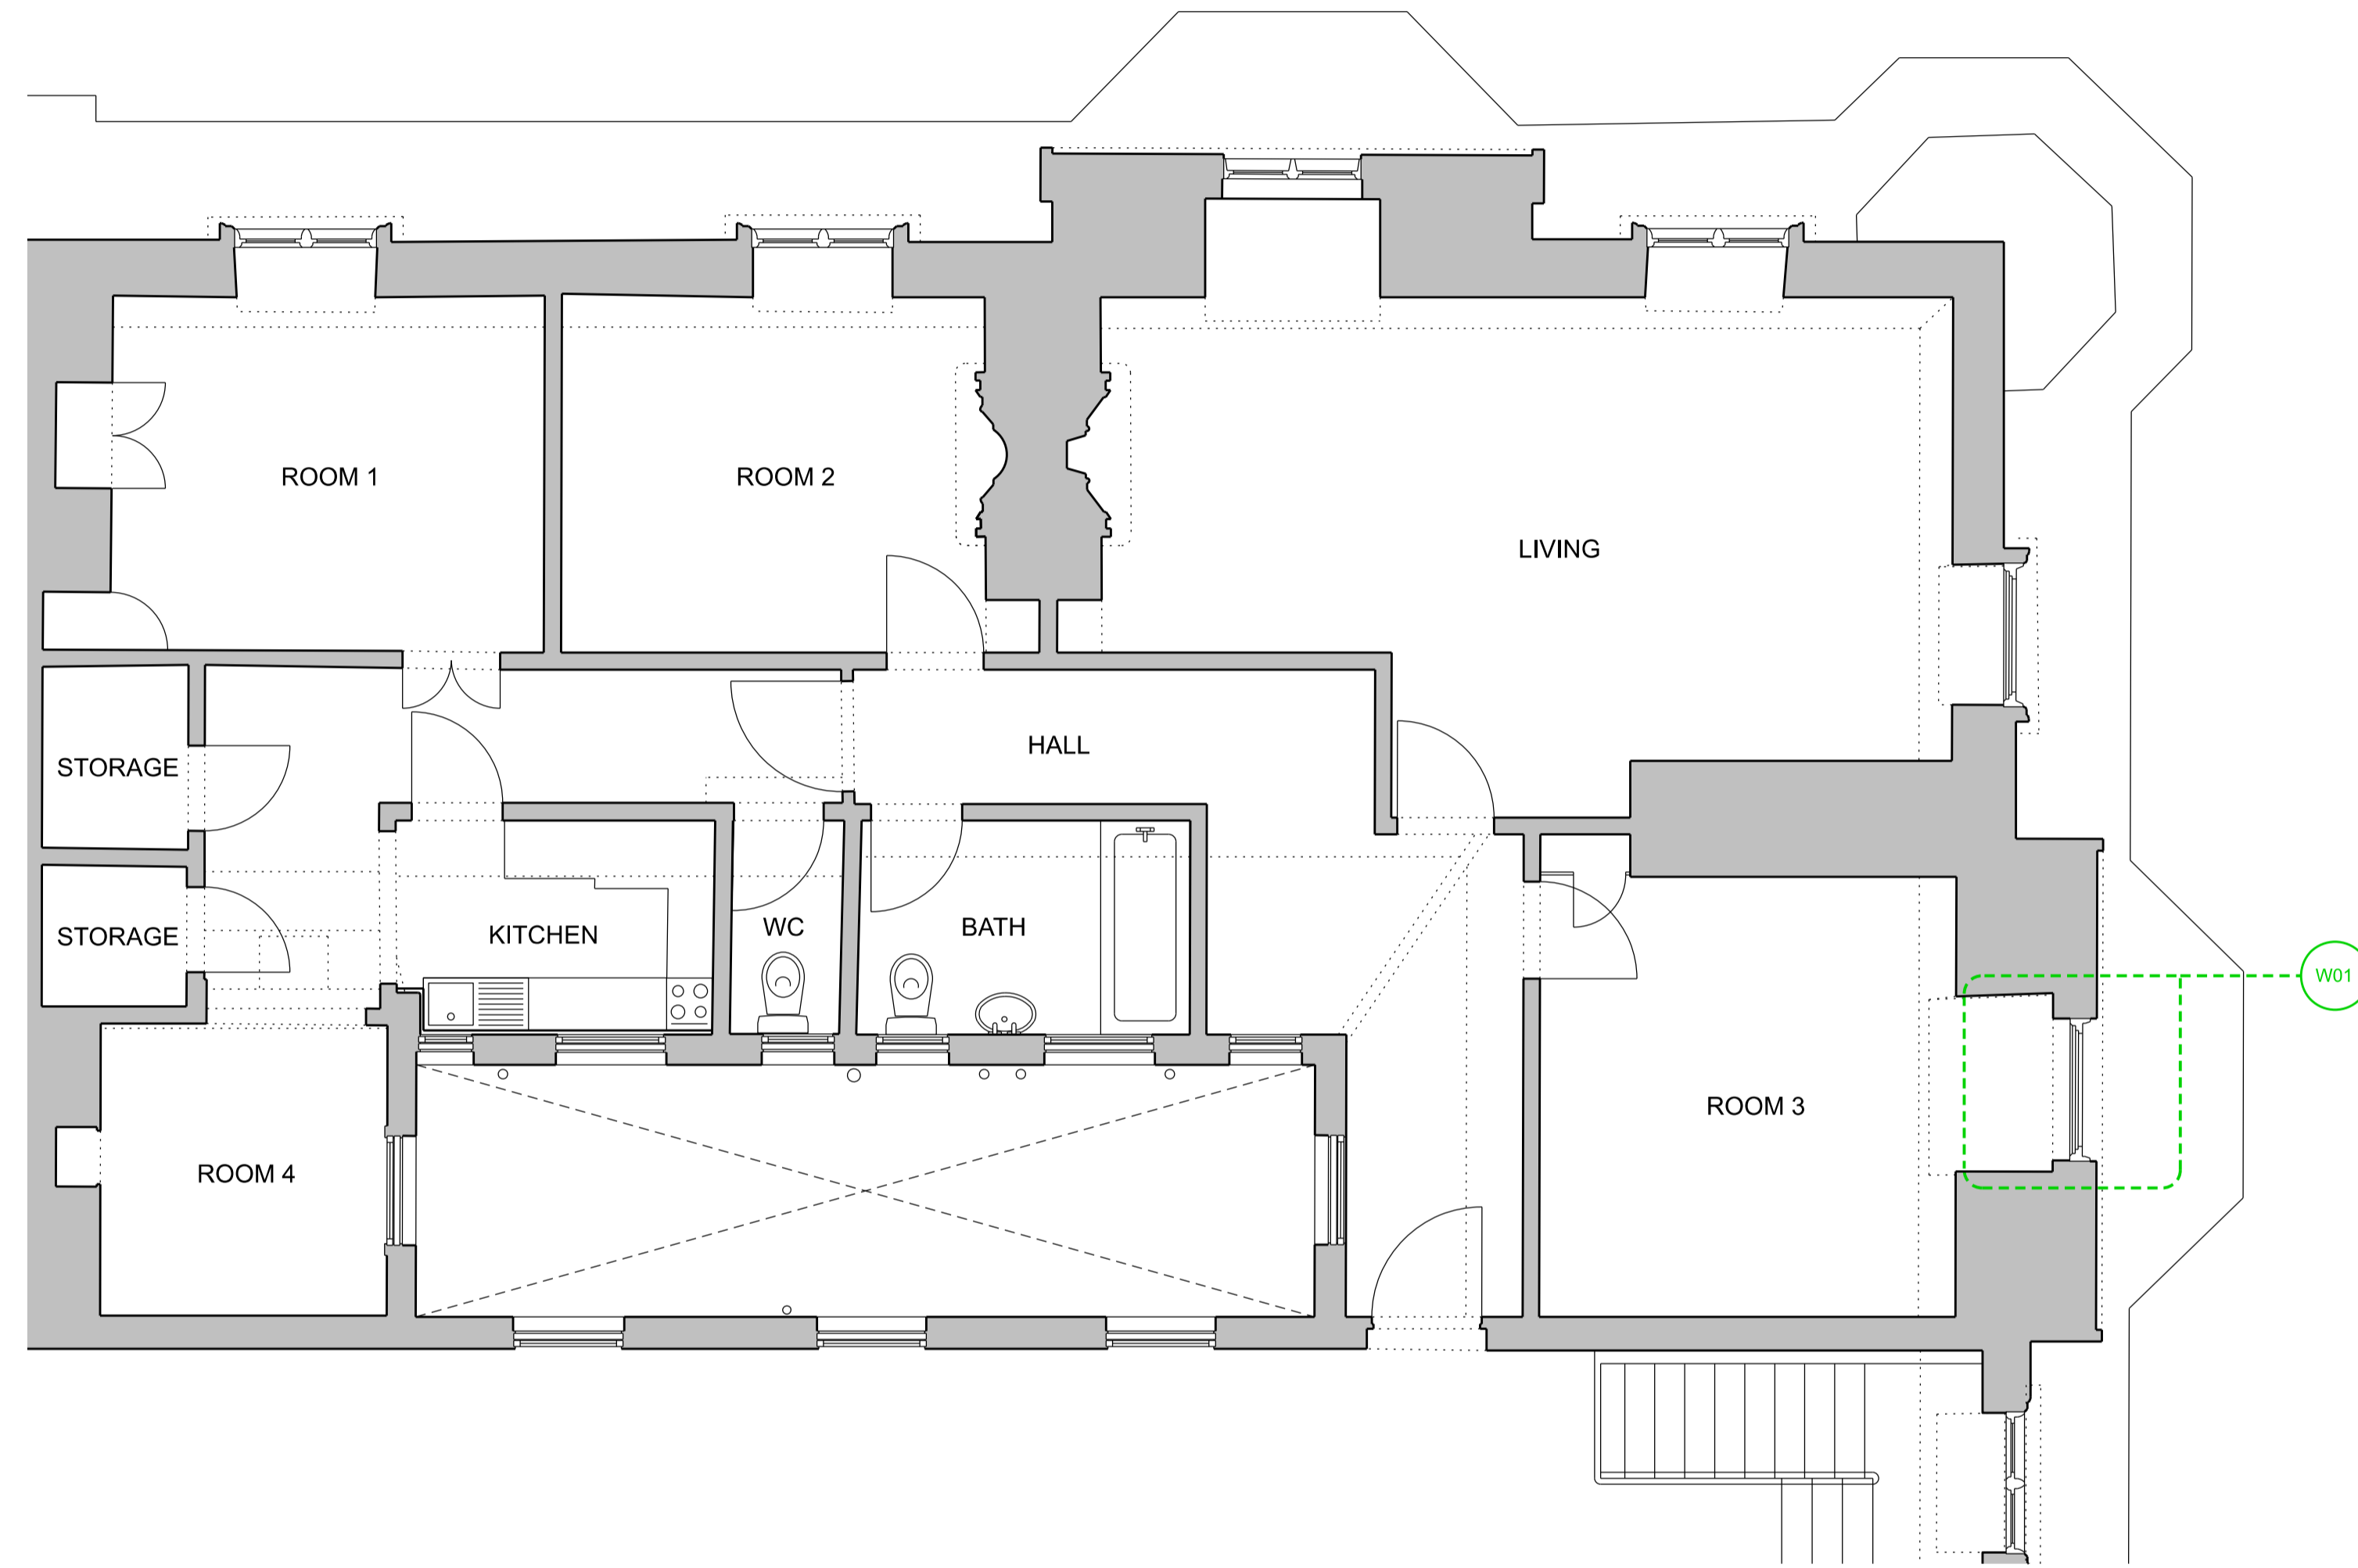 ROOM 1
ROOM 2
LIVING
HALL
STORAGE
STORAGE
KITCHEN
WC
BATH
W01
ROOM 3
ROOM 4